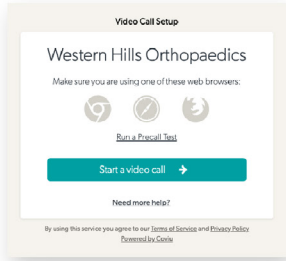 Video Call Setup
Western Hills Orthopaedics
Make sure you are using one of these web browsers:
Run a Precall Test
Start a video call
Need more help?
By using this service you agree to our Terms of Service and Privacy Policy
Powered by Coviu